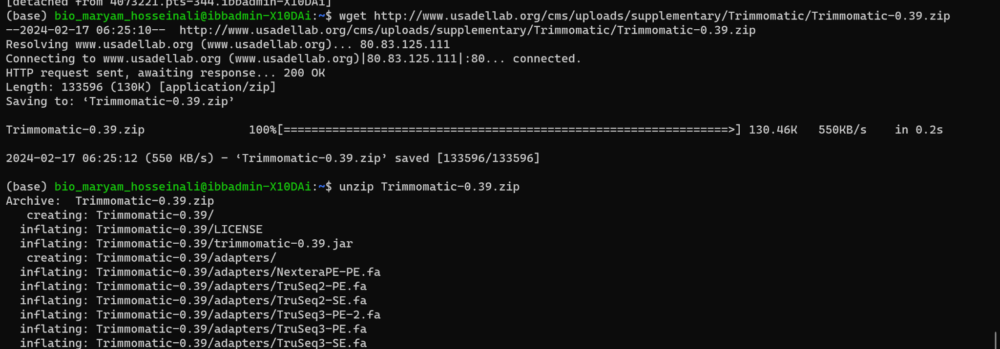 [detached from 4073221.pts-344.ibbadmin-X10DAi]
(base) bio_maryam_hosseinali@ibbadmin-X10DAi:~$ wget http://www.usadellab.org/cms/uploads/supplementary/Trimmomatic/Trimmomatic-0.39.zip
--2024-02-17 06:25:10--  http://www.usadellab.org/cms/uploads/supplementary/Trimmomatic/Trimmomatic-0.39.zip
Resolving www.usadellab.org (www.usadellab.org)... 80.83.125.111
Connecting to www.usadellab.org (www.usadellab.org)|80.83.125.111|:80... connected.
HTTP request sent, awaiting response... 200 OK
Length: 133596 (130K) [application/zip]
Saving to: ‘Trimmomatic-0.39.zip’
Trimmomatic-0.39.zip               100%[================================================================>] 130.46K   550KB/s    in 0.2s
2024-02-17 06:25:12 (550 KB/s) - ‘Trimmomatic-0.39.zip’ saved [133596/133596]
(base) bio_maryam_hosseinali@ibbadmin-X10DAi:~$ unzip Trimmomatic-0.39.zip
Archive:  Trimmomatic-0.39.zip
   creating: Trimmomatic-0.39/
  inflating: Trimmomatic-0.39/LICENSE
  inflating: Trimmomatic-0.39/trimmomatic-0.39.jar
   creating: Trimmomatic-0.39/adapters/
  inflating: Trimmomatic-0.39/adapters/NexteraPE-PE.fa
  inflating: Trimmomatic-0.39/adapters/TruSeq2-PE.fa
  inflating: Trimmomatic-0.39/adapters/TruSeq2-SE.fa
  inflating: Trimmomatic-0.39/adapters/TruSeq3-PE-2.fa
  inflating: Trimmomatic-0.39/adapters/TruSeq3-PE.fa
  inflating: Trimmomatic-0.39/adapters/TruSeq3-SE.fa